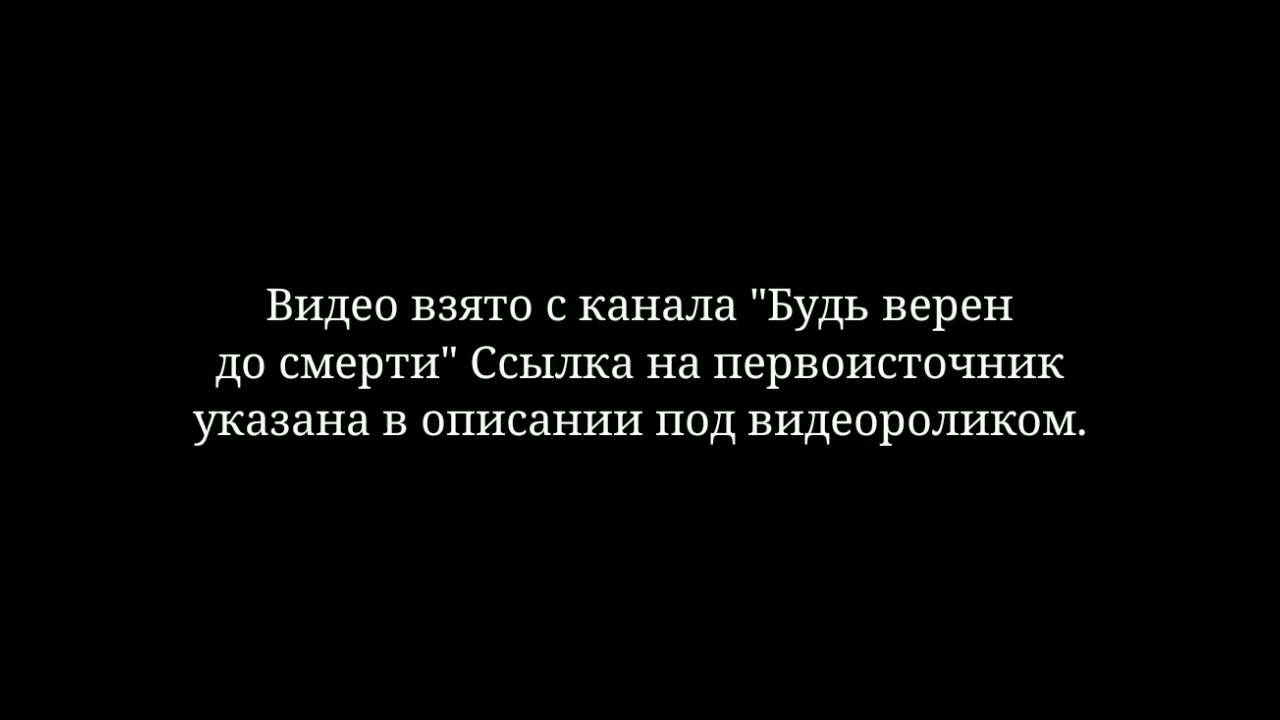 Видео взято с канала "Будь верен
до смерти" Ссылка на первоисточник
указана в описании под видеороликом.